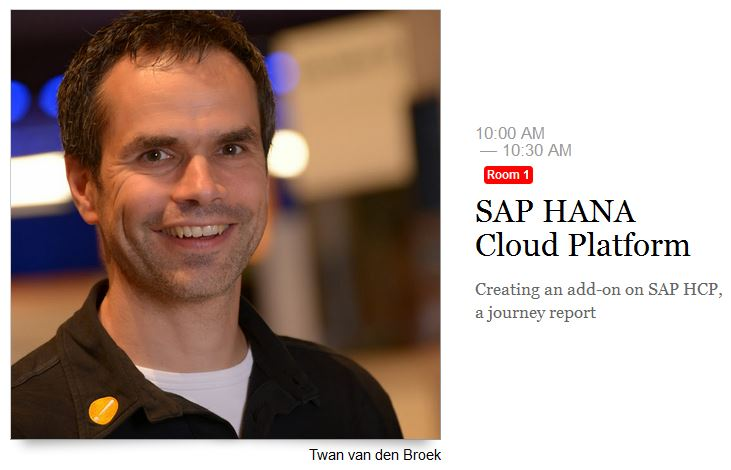 10:00 AM
— 10:30 AM
Room 1
SAP HANA
Cloud Platform
Creating an add-on on SAP HCP,
a journey report
Twan van den Broek